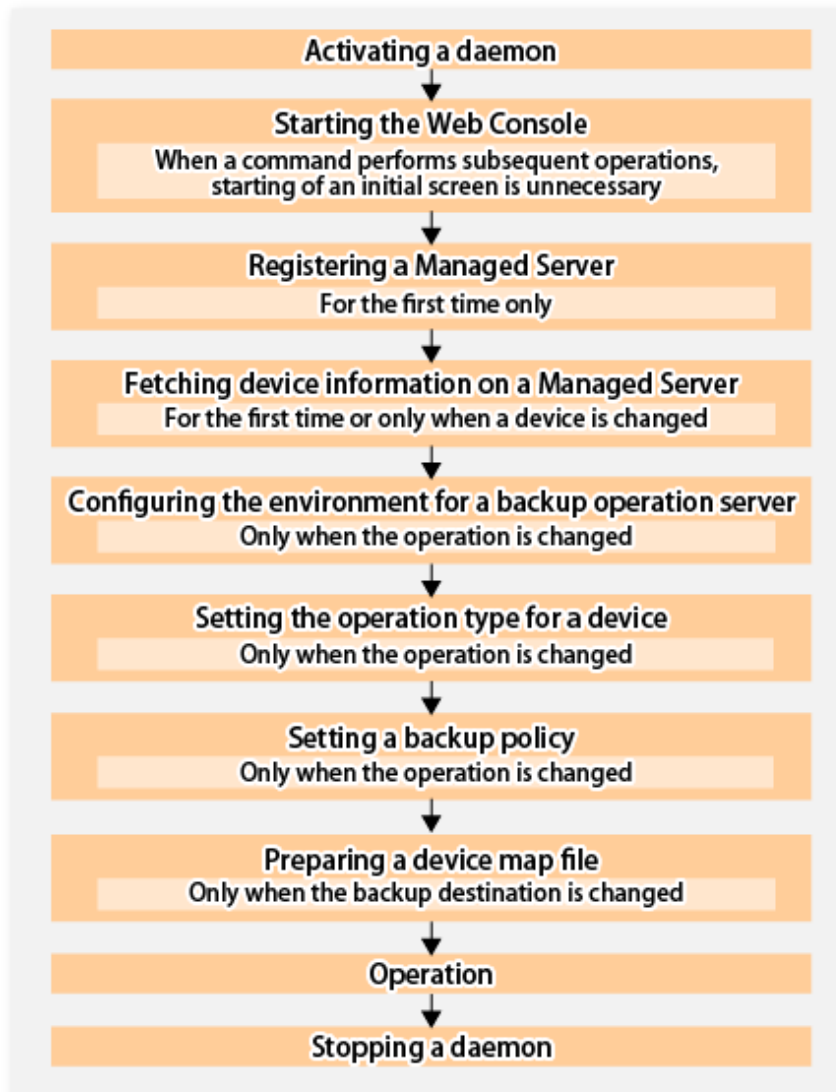 Activating a daemon
Starting the Web Console
When a command performs subsequent operations,
starting of an initial screen is unnecessary
Registering a Managed Server
For the first time only
Fetching device information on a Managed Server
For the first time or only when a device is changed
Configuring the environment for a backup operation server
Only when the operation is changed
Setting the operation type for a device
Only when the operation is changed
Setting a backup policy
Only when the operation is changed
Preparing a device map file
Only when the backup destination is changed
Operation
Stopping a daemon